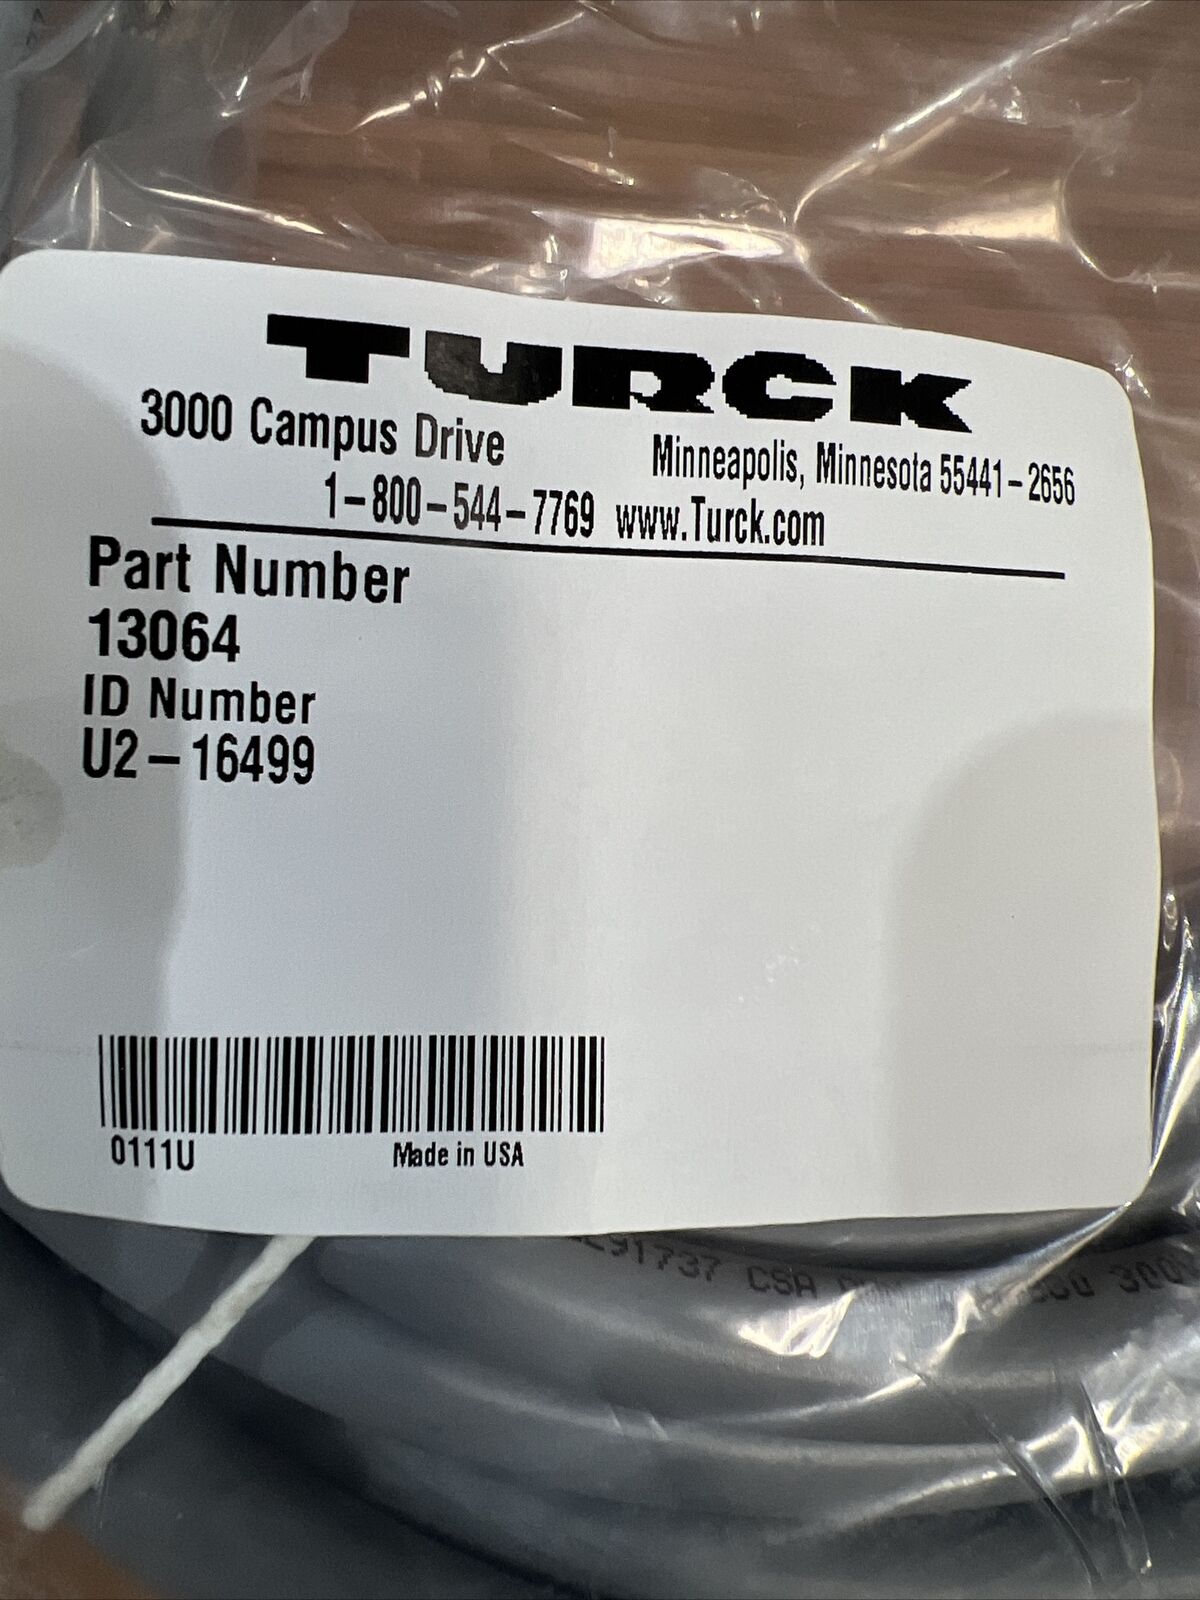 TURCK
3000 Campus Drive Minneapolis, Minnesota 55441-2656
1-800-544-7769 www.Turck.com
Part Number
13064
ID Number
U2-16499
0111U Made in USA
91737 CSA